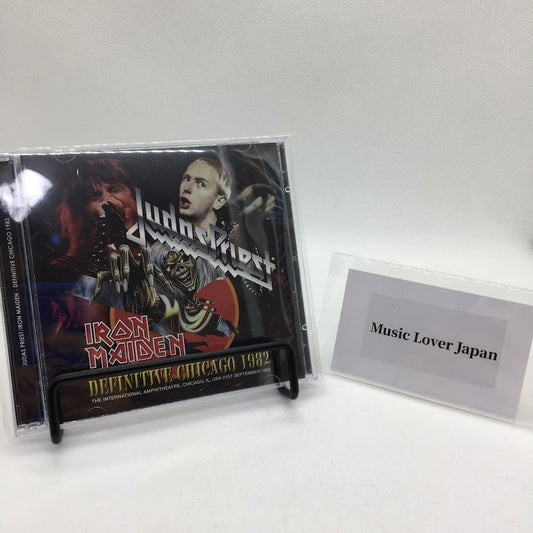 JUDAS PRIEST/IRON MAIDEN - DEFINITIVE CHICAGO 1982
Judas Priest
IRON
MAIDEN
DEFINITIVE CHICAGO 1982
THE INTERNATIONAL AMPHITHEATRE, CHICAGO, IL, USA 21ST SEPTEMBER 1982
Music Lover Japan